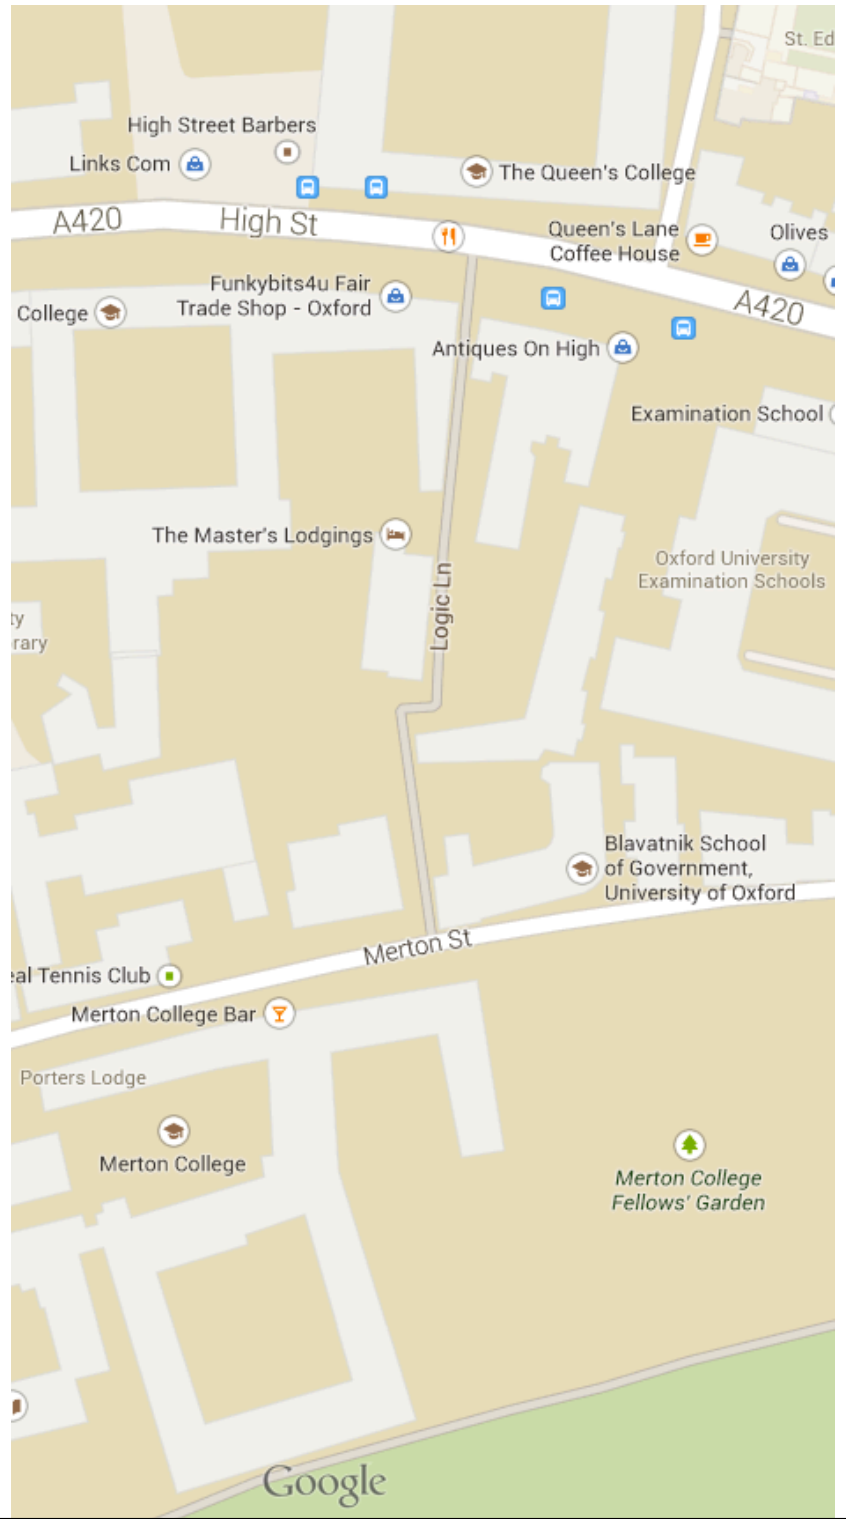 St. Ed
High Street Barbers
Links Com
The Queen's College
A420
High St
Queen's Lane
Coffee House
Olives
Funkybits4u Fair
Trade Shop - Oxford
College
A420
Antiques On High
Examination School
The Master's Lodgings
Oxford University
Examination Schools
Logic Ln
ty
rary
Blavatnik School
of Government,
University of Oxford
Merton St
eal Tennis Club
Merton College Bar
Porters Lodge
Merton College
Merton College
Fellows' Garden
Google